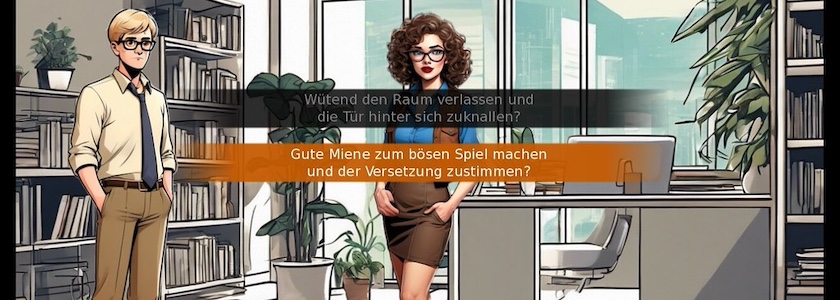 Wütend den Raum verlassen und
die Tür hinter sich zuknallen?
Gute Miene zum bösen Spiel machen
und der Versetzung zustimmen?